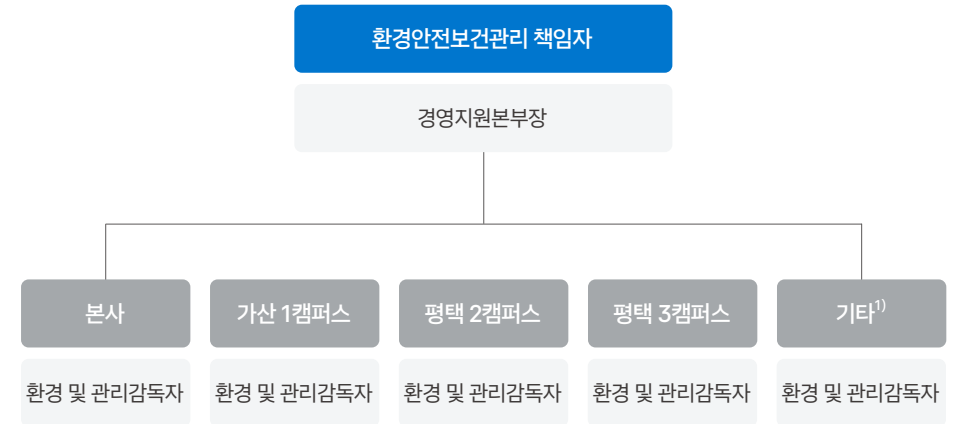 환경안전보건관리 책임자
경영지원본부장
본사 가산 1캠퍼스 평택 2캠퍼스 평택 3캠퍼스 기타1)
환경 및 관리감독자 환경 및 관리감독자 환경 및 관리감독자 환경 및 관리감독자 환경 및 관리감독자